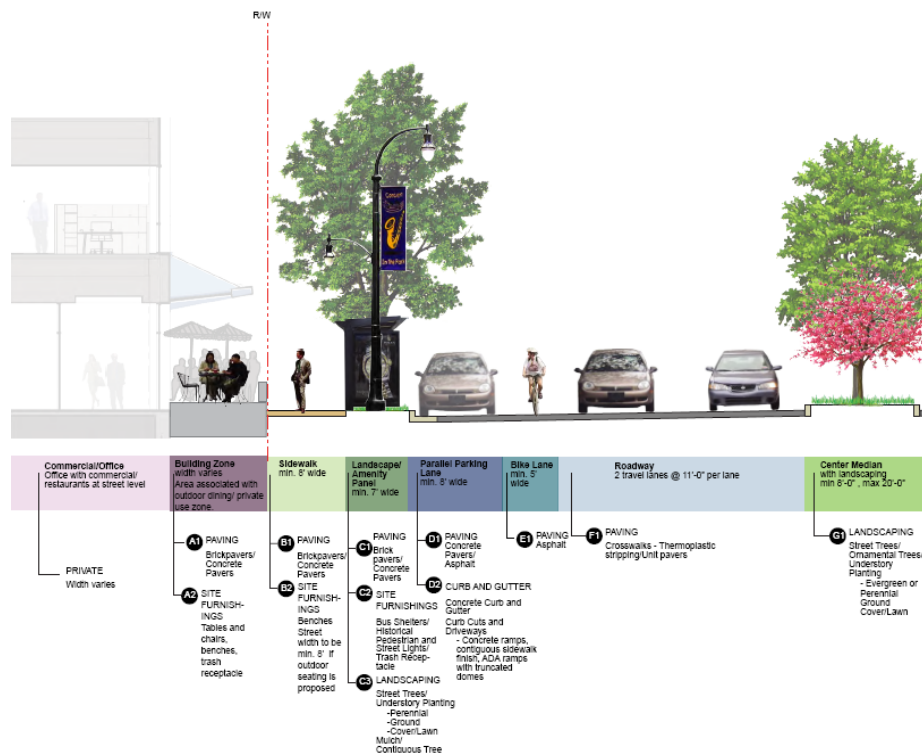 R/W
Concert
In the Park
Commercial/Office
Office with commercial/
restaurants at street level
Building Zone
width varies
Area associated with
outdoor dining/ private
use zone.
Sidewalk
min. 8' wide
Landscape/
Amenity
Panel
min. 7' wide
Parallel Parking
Lane
min. 8' wide
Bike Lane
min. 5'
wide
Roadway
2 travel lanes @ 11'-0" per lane
Center Median
with landscaping
min 8'-0" , max 20'-0"
PRIVATE
Width varies
A1 PAVING
Brickpavers/
Concrete
Pavers
A2 SITE
FURNISH-
INGS
Tables and
chairs,
benches,
trash
receptacle
B1 PAVING
Brickpavers/
Concrete
Pavers
B2 SITE
FURNISH-
INGS
Benches
Street
width to be
min. 8' if
outdoor
seating is
proposed
C1 PAVING
Brick
pavers/
Concrete
Pavers
C2 SITE
FURNISHINGS
Bus Shelters/
Historical
Pedestrian and
Street Lights/
Trash Recep-
tacle
C3 LANDSCAPING
Street Trees/
Understory Planting
-Perennial
-Ground
-Cover/Lawn
Mulch/
Contiguous Tree
D1 PAVING
Concrete
Pavers/
Asphalt
D2 CURB AND GUTTER
Concrete Curb and
Gutter
Curb Cuts and
Driveways
- Concrete ramps,
contiguous sidewalk
finish, ADA ramps
with truncated
domes
E1 PAVING
Asphalt
F1 PAVING
Crosswalks - Thermoplastic
stripping/Unit pavers
G1 LANDSCAPING
Street Trees/
Ornamental Trees/
Understory
Planting
- Evergreen or
Perennial
Ground
Cover/Lawn